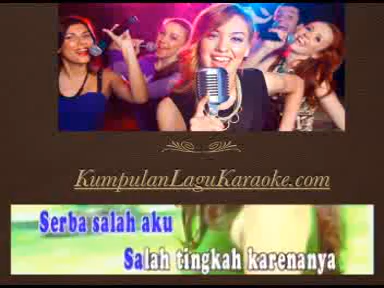 KumpulanLaguKaraoke.com
Serba salah aku
Salah tingkah karenanya